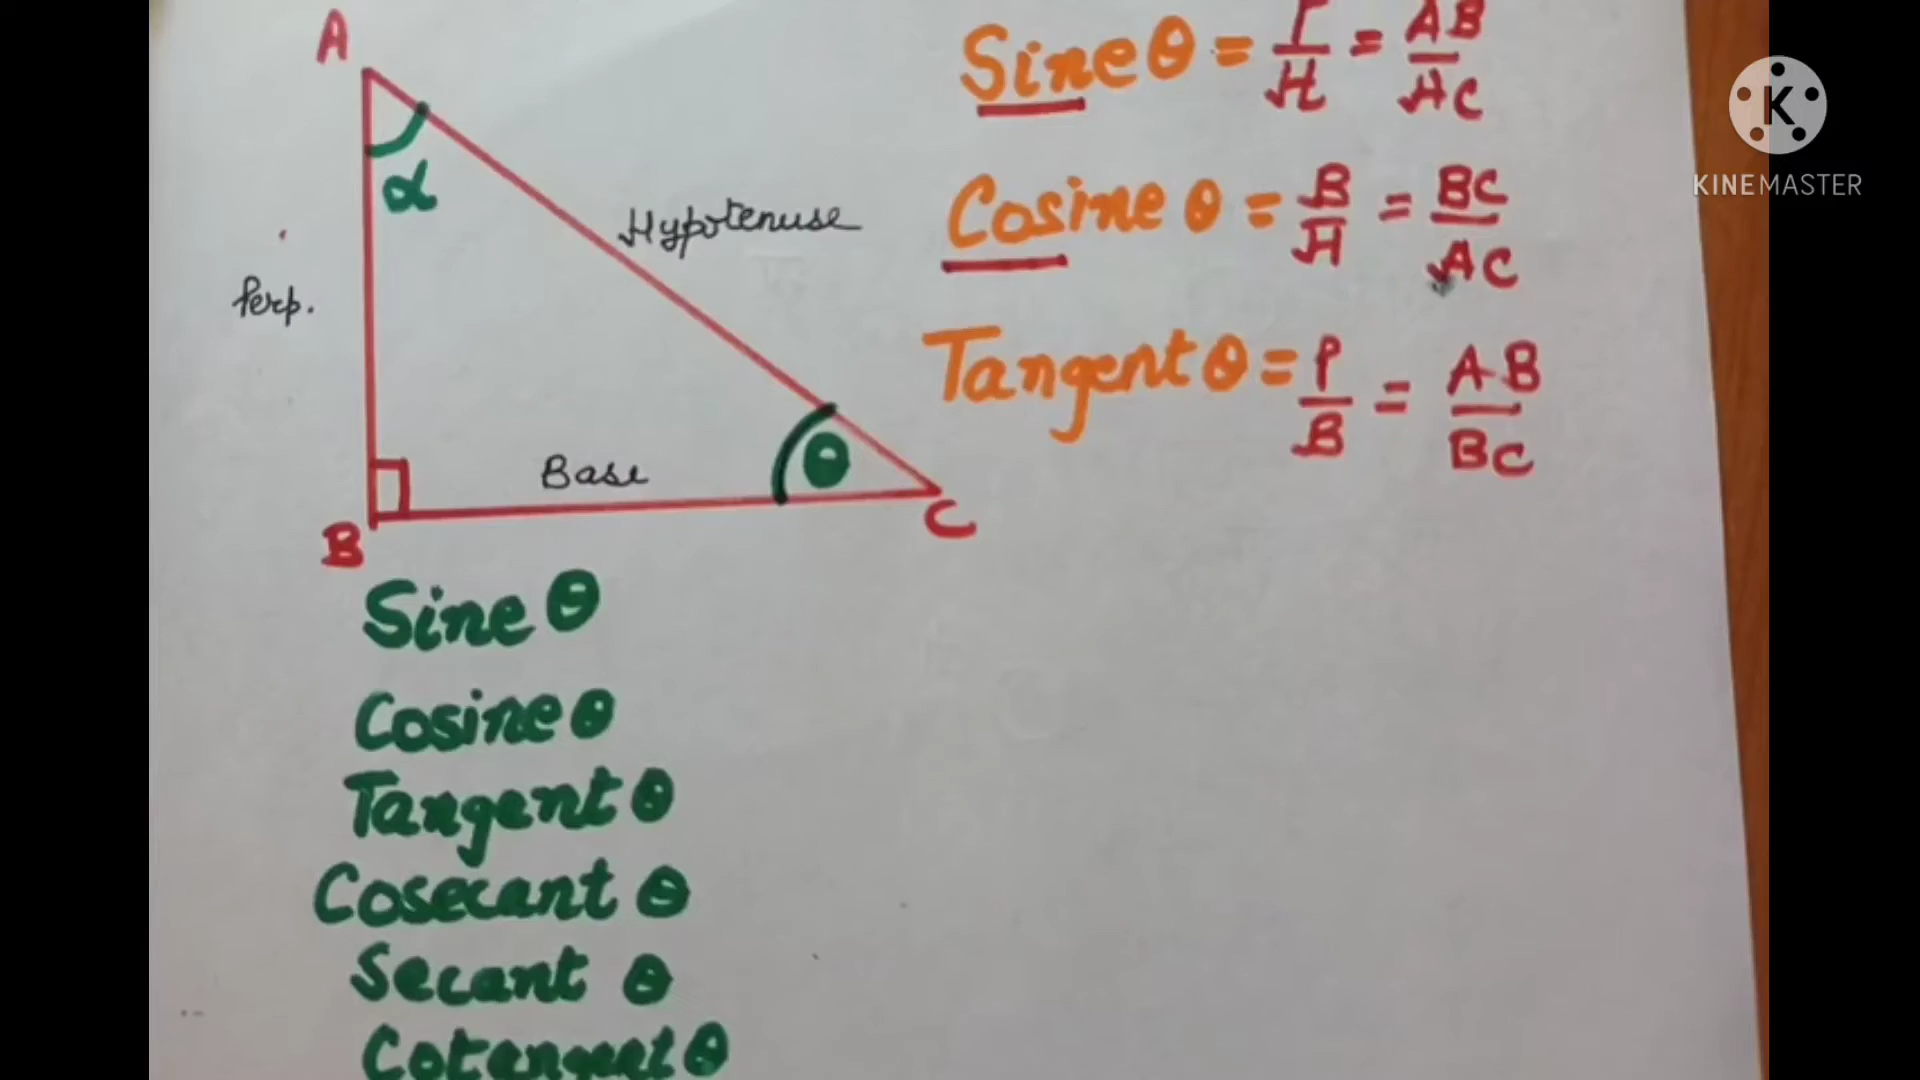 A
Sine θ = P/H = AB/AC
α
Hypotenuse
Cosine θ = B/H = BC/AC
Perp.
Tangent θ = P/B = AB/BC
Base
θ
B
C
Sine θ
Cosine θ
Tangent θ
Cosecant θ
Secant θ
Cotangent θ
K
KINEMASTER